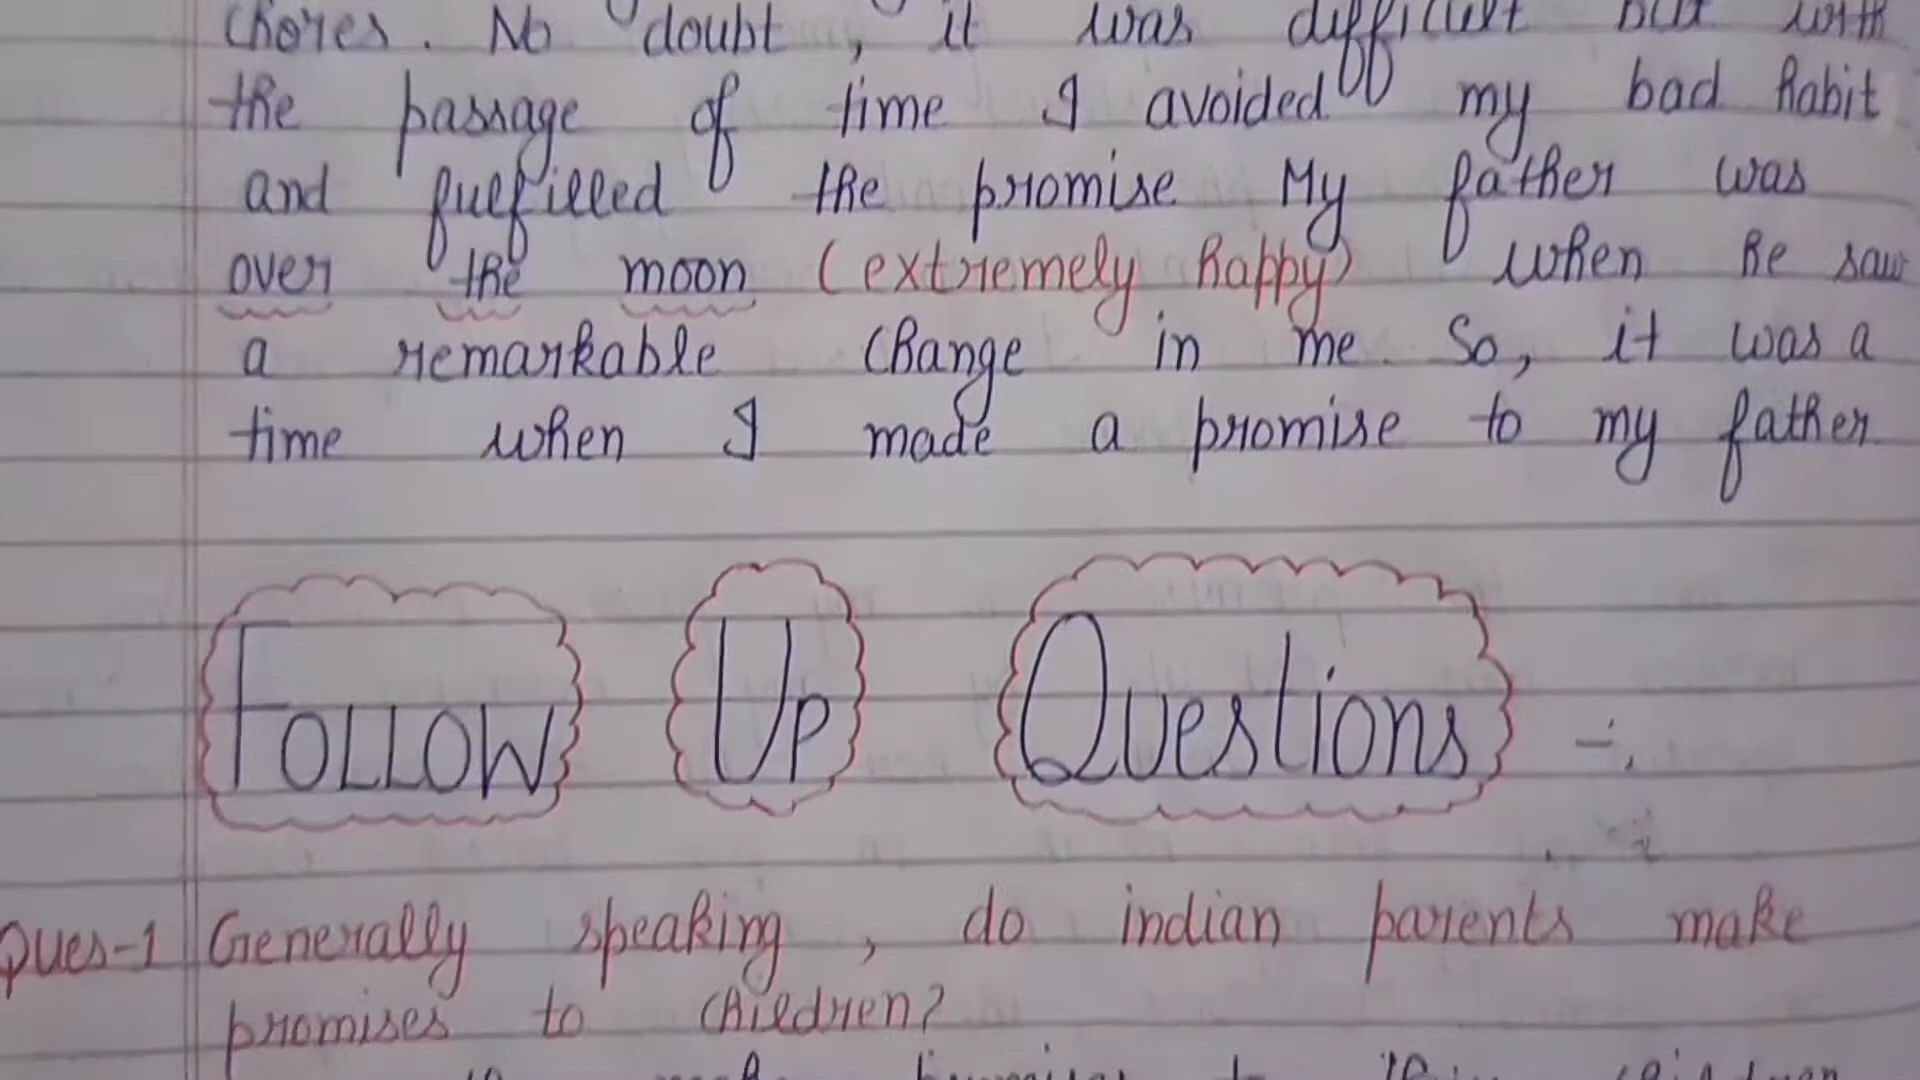 chores. No doubt, it was difficult but with
the passage of time I avoided my bad habit
and fulfilled the promise My father was
over the moon (extremely happy) when he saw
a remarkable change in me. So, it was a
time when I made a promise to my father.
FOLLOW UP QUESTIONS -:
Ques-1 Generally speaking, do indian parents make
promises to children?